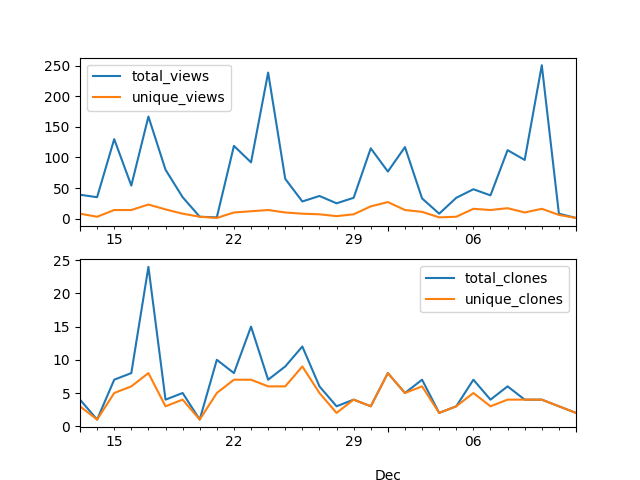 250
200
150
100
50
0
total_views
unique_views
15 22 29 06
25
20
15
10
5
0
total_clones
unique_clones
15 22 29 06
Dec